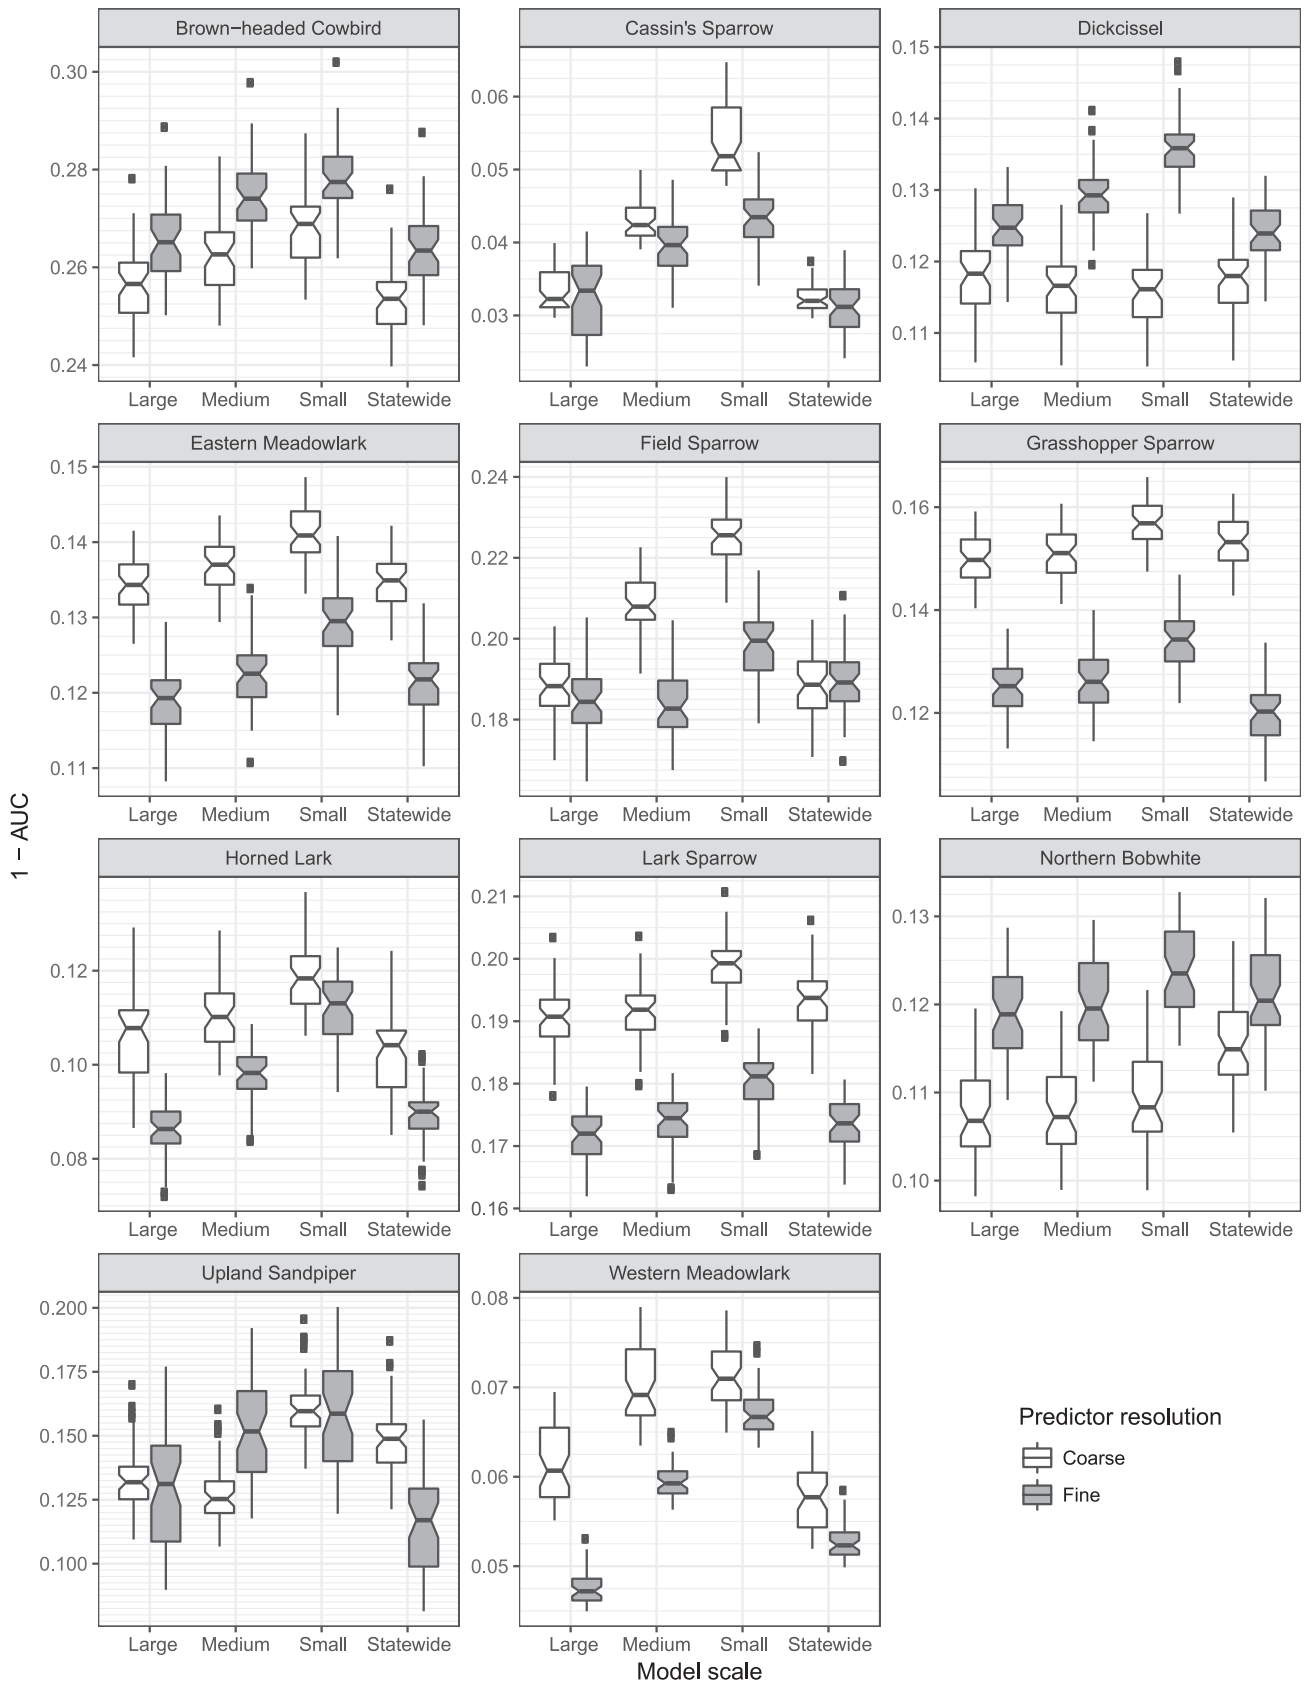 Brown−headed Cowbird
Cassin's Sparrow
Dickcissel
0.30
0.28
0.26
0.24
0.06
0.05
0.04
0.03
0.15
0.14
0.13
0.12
0.11
Large Medium Small Statewide
Large Medium Small Statewide
Large Medium Small Statewide
Eastern Meadowlark
Field Sparrow
Grasshopper Sparrow
0.15
0.14
0.13
0.12
0.11
0.24
0.22
0.20
0.18
0.16
0.14
0.12
Large Medium Small Statewide
Large Medium Small Statewide
Large Medium Small Statewide
1 − AUC
Horned Lark
Lark Sparrow
Northern Bobwhite
0.12
0.10
0.08
0.21
0.20
0.19
0.18
0.17
0.16
0.13
0.12
0.11
0.10
Large Medium Small Statewide
Large Medium Small Statewide
Large Medium Small Statewide
Upland Sandpiper
Western Meadowlark
0.200
0.175
0.150
0.125
0.100
0.08
0.07
0.06
0.05
Large Medium Small Statewide
Large Medium Small Statewide
Model scale
Predictor resolution
Coarse
Fine